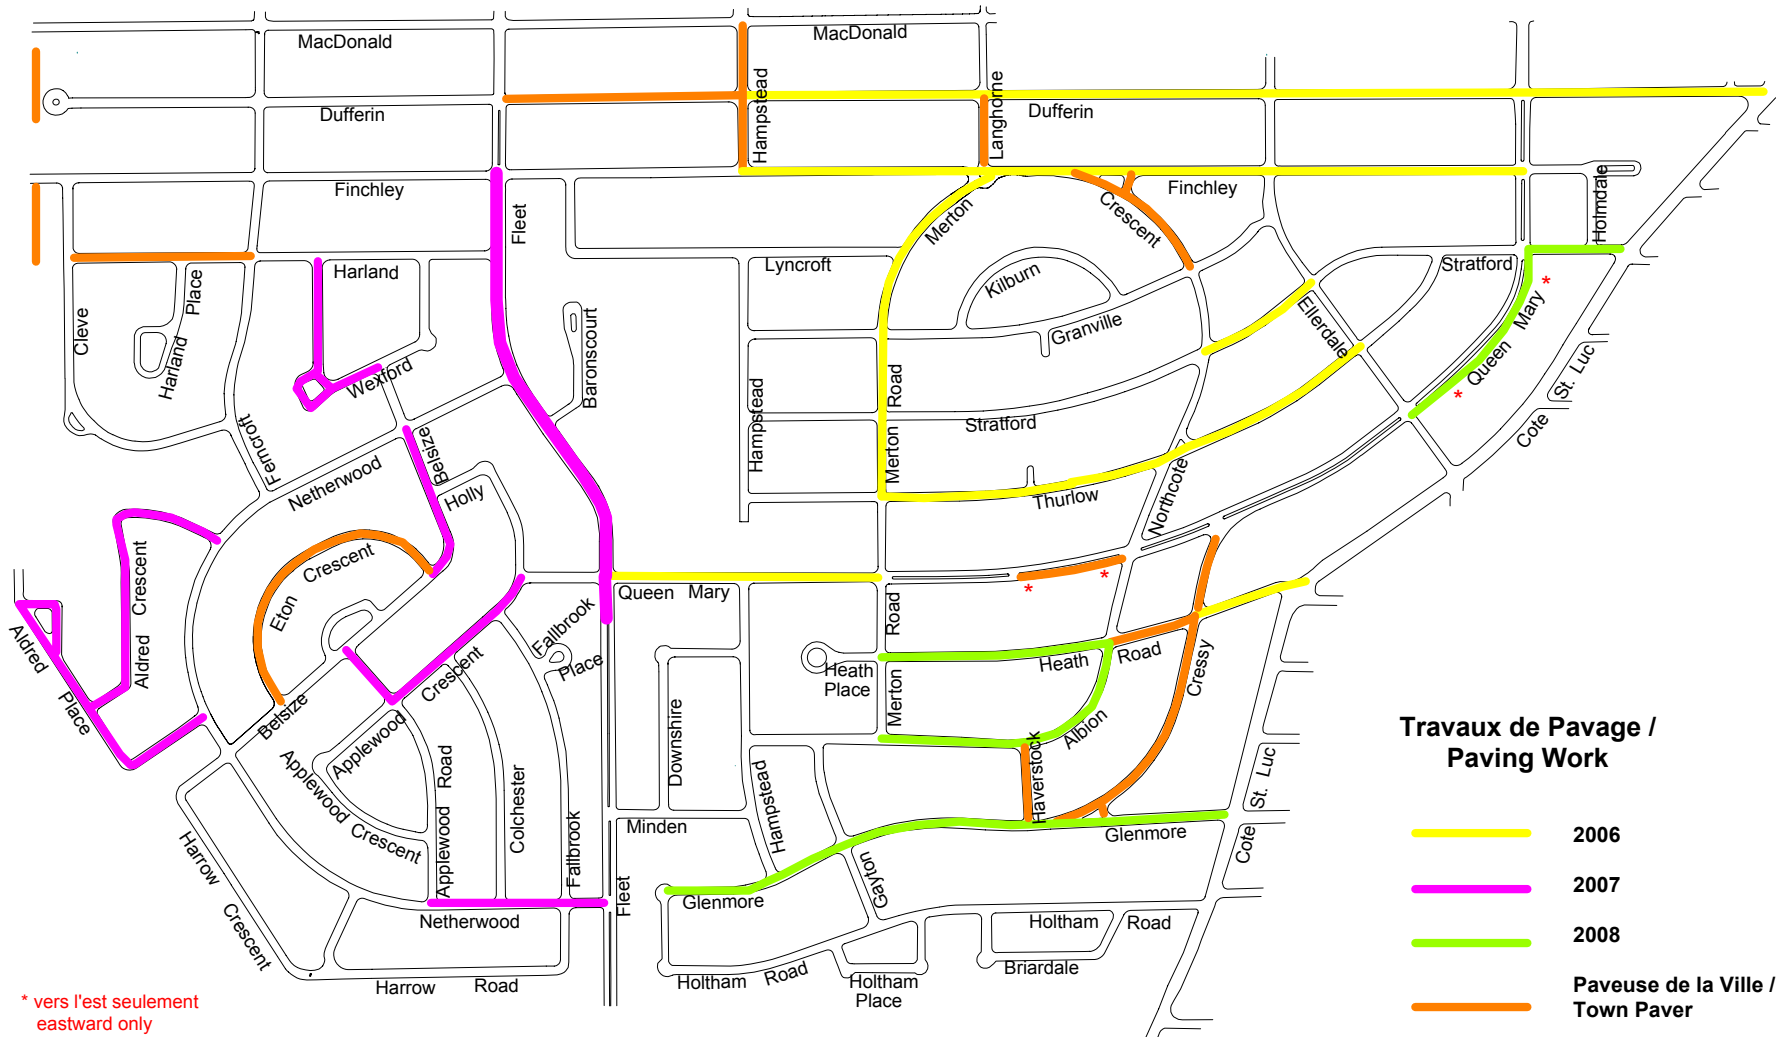 MacDonald
MacDonald
Dufferin
Hampstead
Langhorne
Dufferin
Finchley
Fleet
Merton
Crescent
Finchley
Holmdale
Harland
Lyncroft
Kilburn
Stratford
Cleve
Harland
Place
Wexford
Baronscourt
Road
Granville
Ellerdale
Queen Mary *
*
St. Luc
Cote
Ferncroft
Netherwood
Belsize
Holly
Hampstead
Merton
Stratford
Thurlow
Northcote
Crescent
Eton
Aldred Crescent
Aldred
Place
Belsize
Fallbrook
Place
Queen Mary
* *
Road
Heath
Place
Heath Road
Merton
Cressy
Albion
Haverstock
Crescent
Applewood
Applewood
Crescent
Road
Applewood
Colchester
Fallbrook
Downshire
Hampstead
Minden
Glenmore
St. Luc
Cote
Harrow
Crescent
Netherwood
Fleet
Glenmore
Gayton
Holtham Road
Harrow Road
Holtham Road
Holtham
Place
Briardale
Travaux de Pavage /
Paving Work
2006
2007
2008
Paveuse de la Ville /
Town Paver
* vers l'est seulement
eastward only